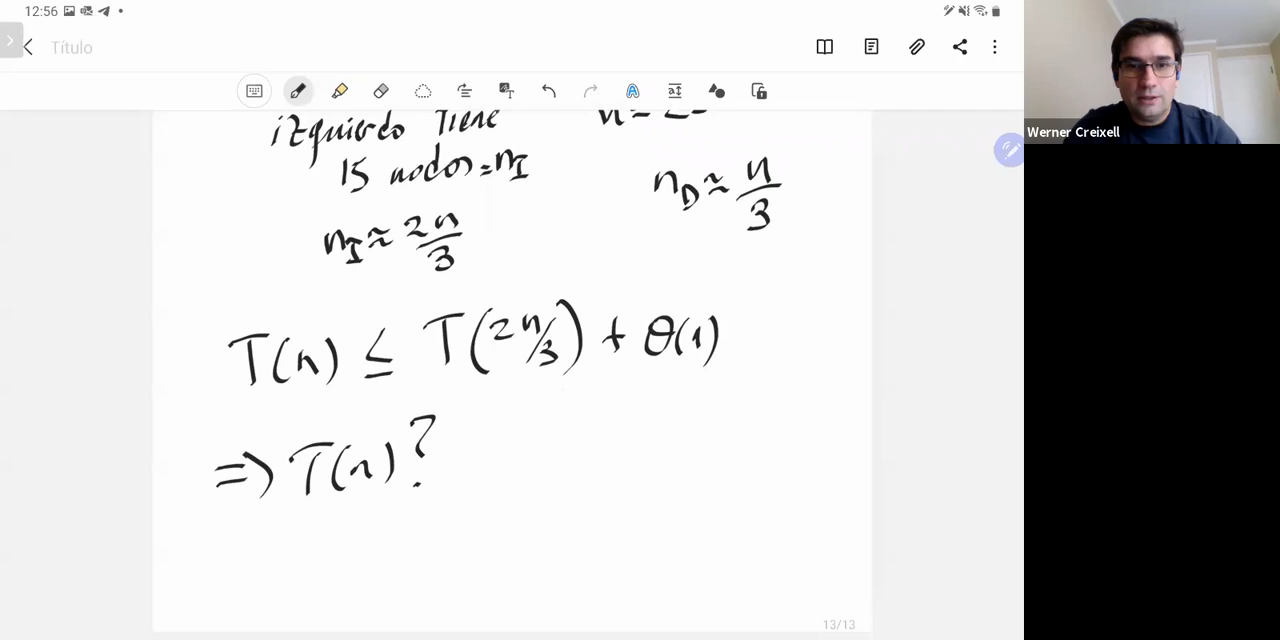 12:56
Título
izquierdo Tiene
15 nodos = n_I
n_I ≈ 2n/3
n_D ≈ n/3
T(n) ≤ T(2n/3) + Θ(1)
=> T(n)?
13/13
Werner Creixell